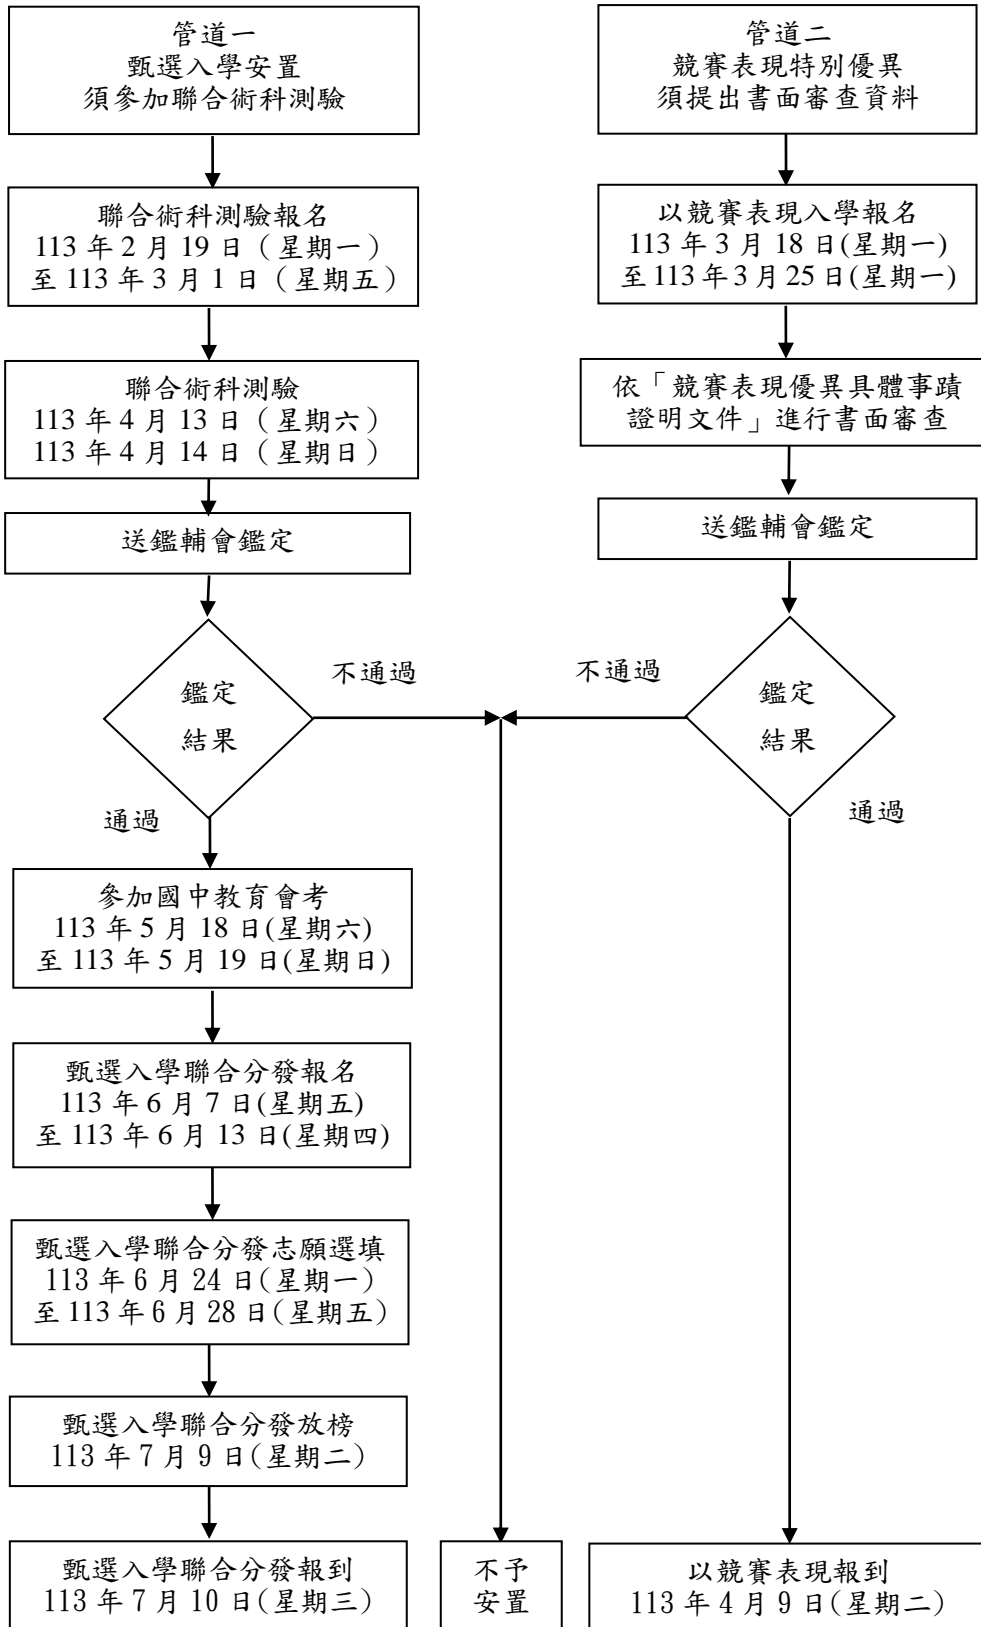 管道一
甄選入學安置
須參加聯合術科測驗
聯合術科測驗報名
113 年 2 月 19 日（星期一）
至 113 年 3 月 1 日（星期五）
聯合術科測驗
113 年 4 月 13 日（星期六）
113 年 4 月 14 日（星期日）
送鑑輔會鑑定
鑑定
結果
不通過
通過
參加國中教育會考
113 年 5 月 18 日(星期六)
至 113 年 5 月 19 日(星期日)
甄選入學聯合分發報名
113 年 6 月 7 日(星期五)
至 113 年 6 月 13 日(星期四)
甄選入學聯合分發志願選填
113 年 6 月 24 日(星期一)
至 113 年 6 月 28 日(星期五)
甄選入學聯合分發放榜
113 年 7 月 9 日(星期二)
甄選入學聯合分發報到
113 年 7 月 10 日(星期三)
管道二
競賽表現特別優異
須提出書面審查資料
以競賽表現入學報名
113 年 3 月 18 日(星期一)
至 113 年 3 月 25 日(星期一)
依「競賽表現優異具體事蹟
證明文件」進行書面審查
送鑑輔會鑑定
鑑定
結果
不通過
通過
不予
安置
以競賽表現報到
113 年 4 月 9 日(星期二)